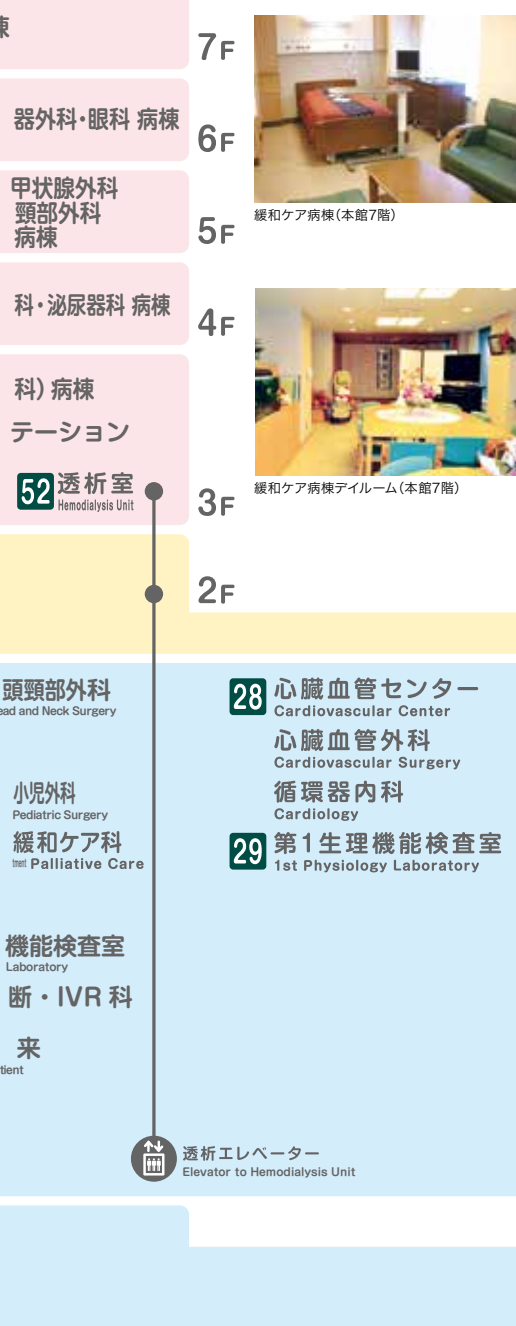 棟
7F
器外科・眼科 病棟
6F
緩和ケア病棟（本館7階）
甲状腺外科
頸部外科
病棟
5F
科・泌尿器科 病棟
4F
科）病棟
テーション
52 透析室
Hemodialysis Unit
3F
緩和ケア病棟デイルーム（本館7階）
2F
頭頸部外科
ead and Neck Surgery
小児外科
Pediatric Surgery
緩和ケア科
tment Palliative Care
機能検査室
Laboratory
断・IVR 科
来
tient
28 心臓血管センター
Cardiovascular Center
心臓血管外科
Cardiovascular Surgery
循環器内科
Cardiology
29 第1生理機能検査室
1st Physiology Laboratory
透析エレベーター
Elevator to Hemodialysis Unit